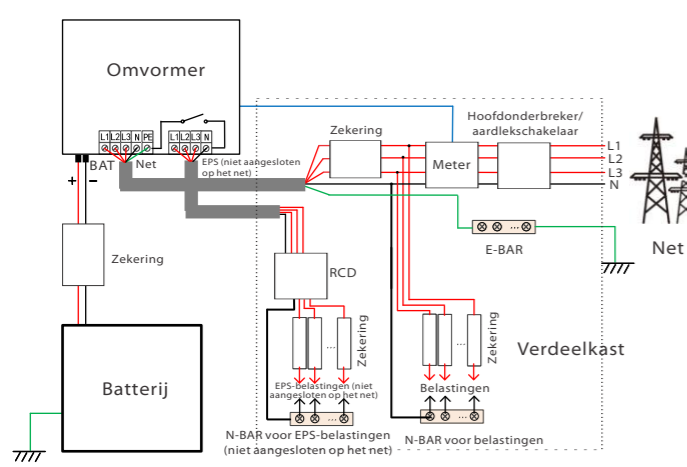 Omvormer
L1 L2 L3 N PE
L1 L2 L3 N
BAT
Net
EPS (niet aangesloten
op het net)
+
−
Zekering
Batterij
Zekering
Meter
Hoofdonderbreker/
aardlekschakelaar
L1
L2
L3
N
Net
...
E-BAR
RCD
...
Zekering
EPS-belastingen (niet
aangesloten op het net)
...
N-BAR voor EPS-belastingen
(niet aangesloten op het net)
...
Zekering
Belastingen
...
N-BAR voor belastingen
Verdeelkast